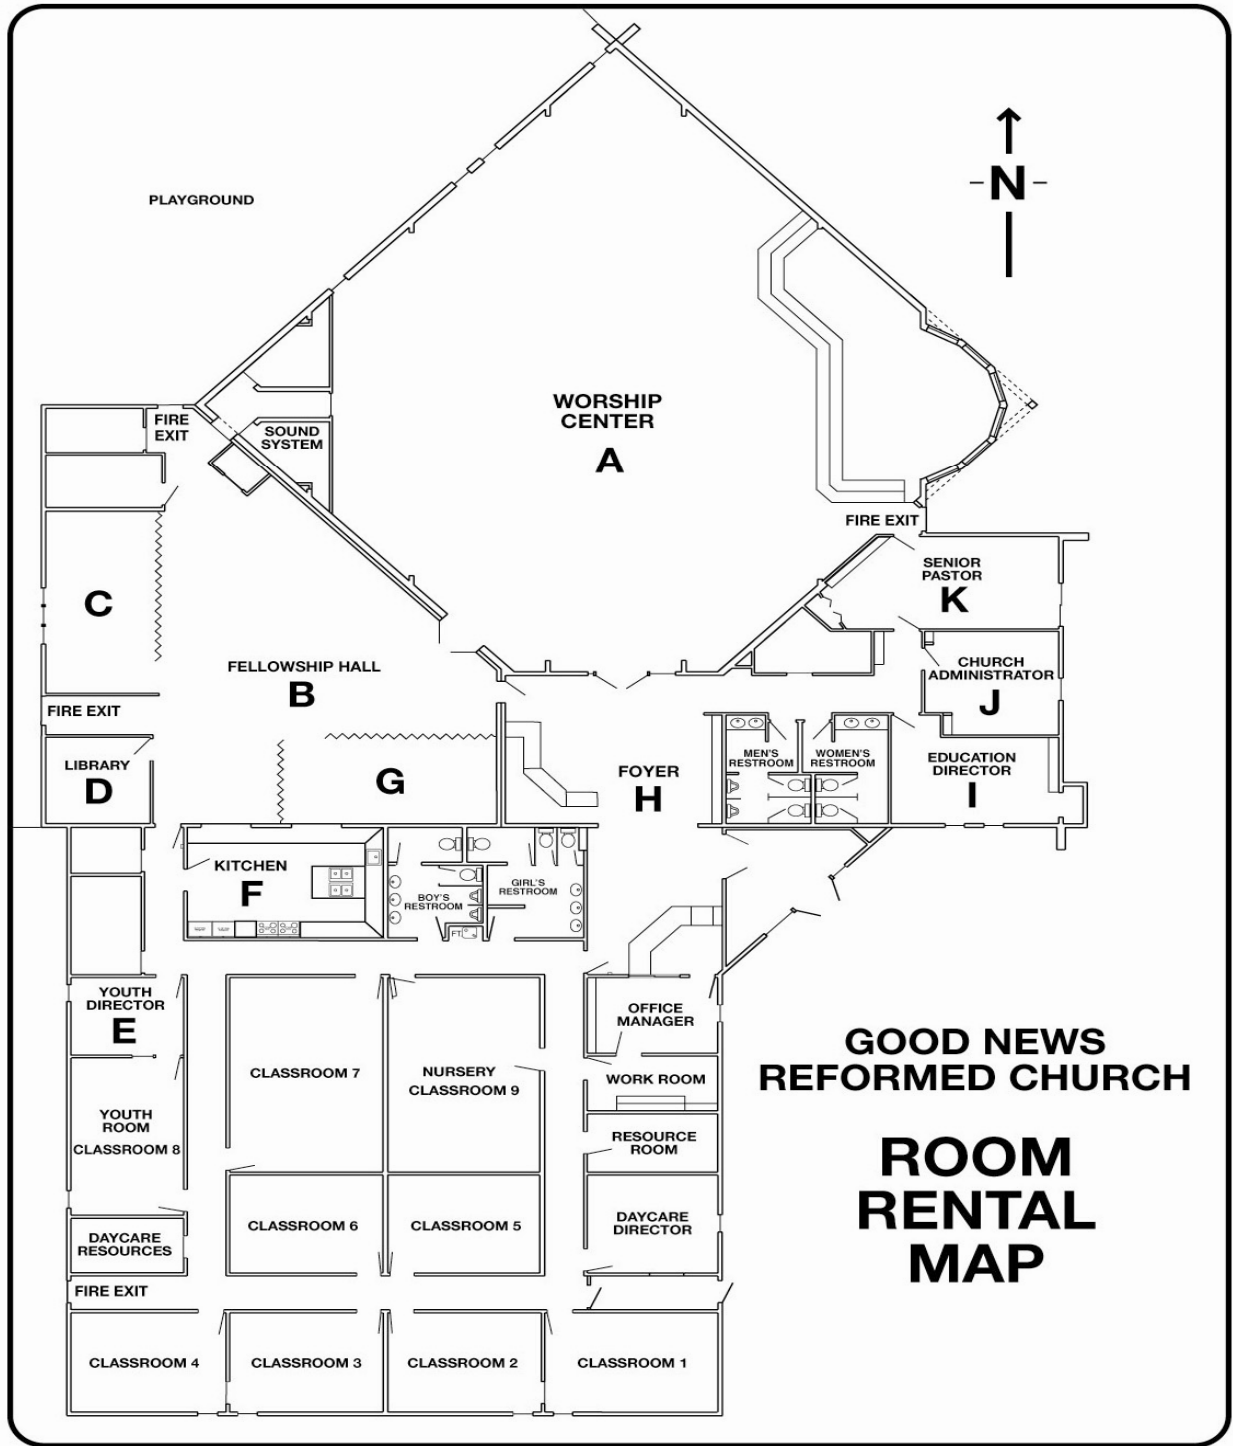 -N-
PLAYGROUND
WORSHIP
CENTER
A
FIRE
EXIT
SOUND
SYSTEM
FIRE EXIT
SENIOR
PASTOR
K
C
FELLOWSHIP HALL
B
CHURCH
ADMINISTRATOR
J
FIRE EXIT
LIBRARY
D
G
FOYER
H
MEN'S
RESTROOM
WOMEN'S
RESTROOM
EDUCATION
DIRECTOR
I
KITCHEN
F
BOY'S
RESTROOM
GIRL'S
RESTROOM
FT
YOUTH
DIRECTOR
E
OFFICE
MANAGER
CLASSROOM 7
NURSERY
CLASSROOM 9
WORK ROOM
YOUTH
ROOM
CLASSROOM 8
RESOURCE
ROOM
CLASSROOM 6
CLASSROOM 5
DAYCARE
DIRECTOR
DAYCARE
RESOURCES
FIRE EXIT
CLASSROOM 4
CLASSROOM 3
CLASSROOM 2
CLASSROOM 1
GOOD NEWS
REFORMED CHURCH
ROOM
RENTAL
MAP